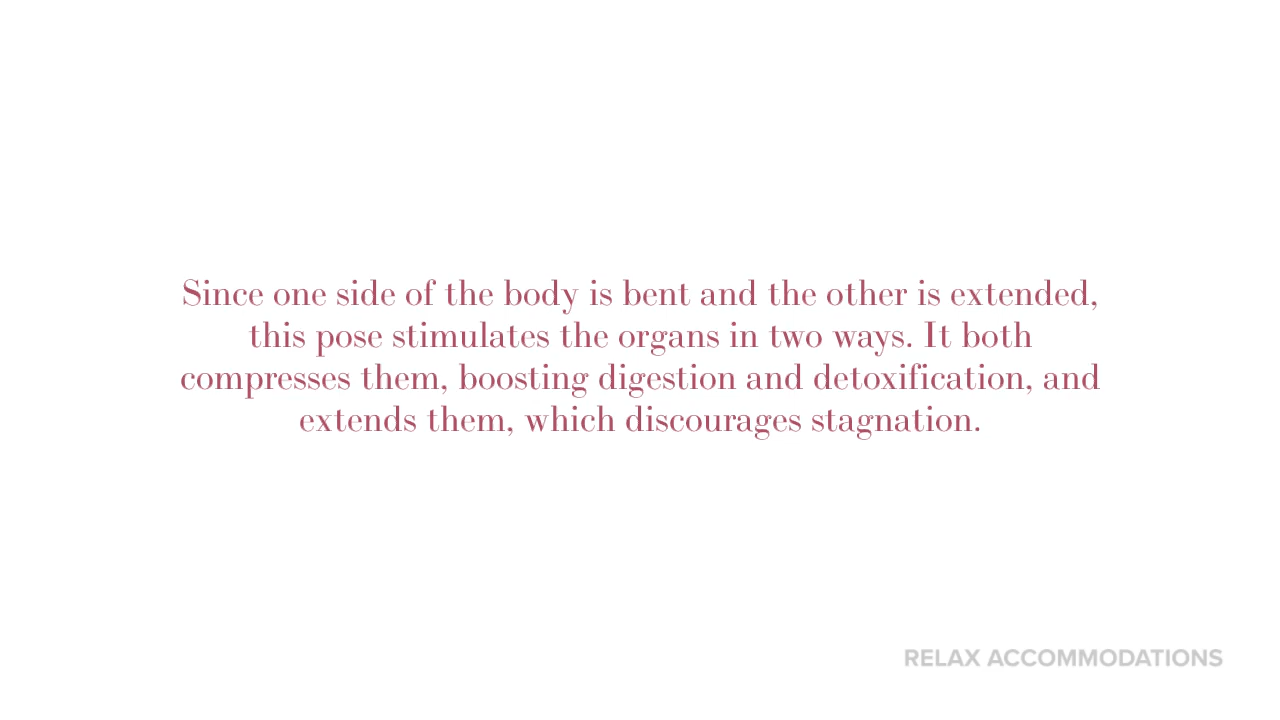 Since one side of the body is bent and the other is extended,
this pose stimulates the organs in two ways. It both
compresses them, boosting digestion and detoxification, and
extends them, which discourages stagnation.
RELAX ACCOMMODATIONS